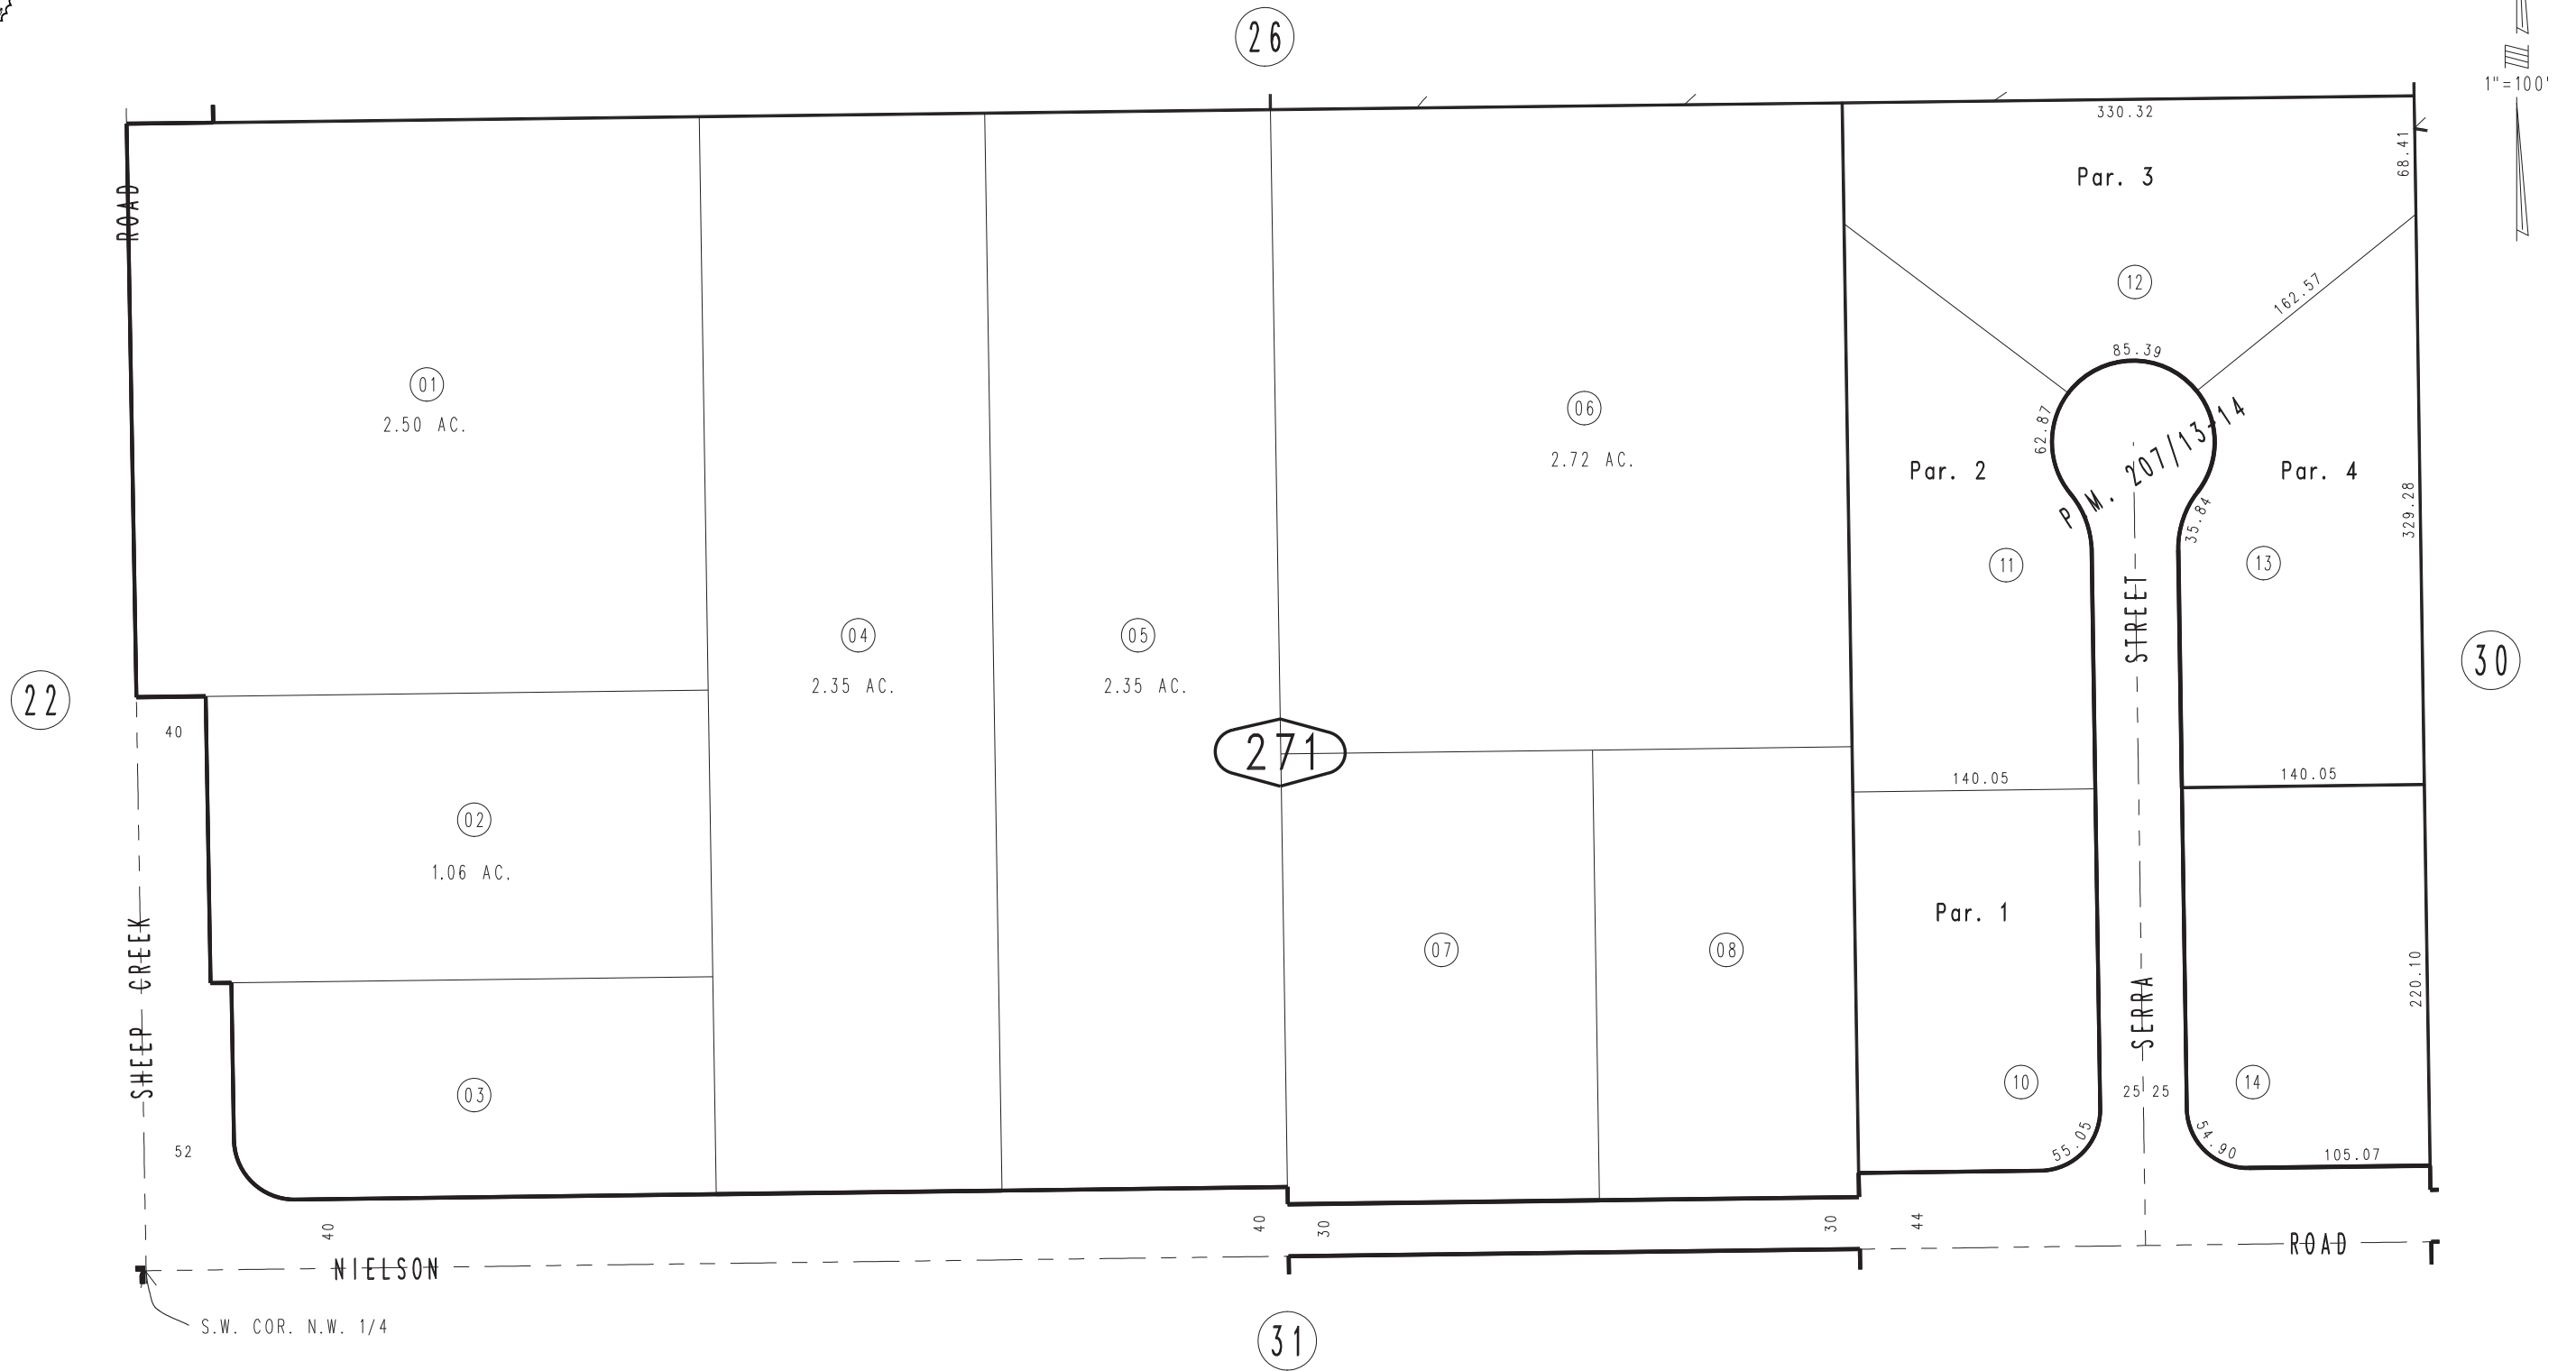 26
1"=100'
330.32
68.41
ROAD
Par. 3
12
162.57
85.39
01
2.50 AC.
06
2.72 AC.
62.87
P. M. 207/13-14
Par. 2
Par. 4
35.84
329.28
11
13
STREET
04
2.35 AC.
05
2.35 AC.
22
30
40
271
140.05
140.05
02
1.06 AC.
Par. 1
07
08
SHEEP CREEK
SERRA
220.10
03
10
25 25
14
52
55.05
54.90
105.07
40
40
30
30
44
NIELSON
ROAD
S.W. COR. N.W. 1/4
31